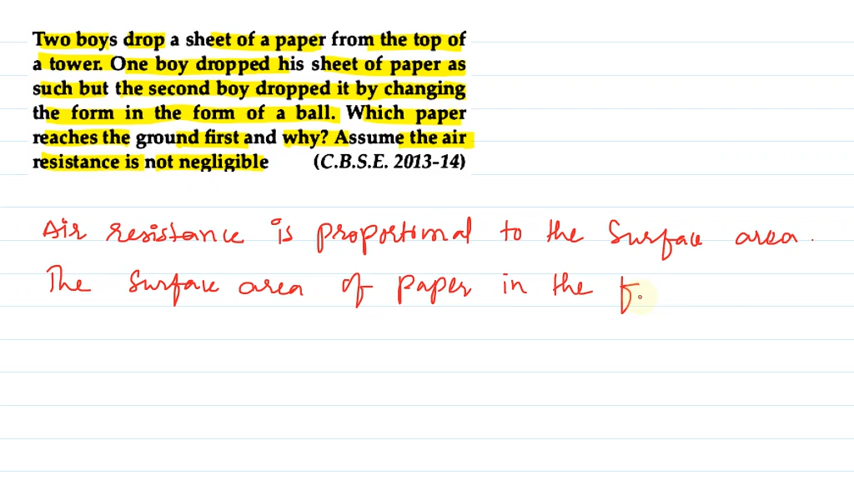 Two boys drop a sheet of a paper from the top of
a tower. One boy dropped his sheet of paper as
such but the second boy dropped it by changing
the form in the form of a ball. Which paper
reaches the ground first and why? Assume the air
resistance is not negligible (C.B.S.E. 2013-14)
Air resistance is proportional to the surface area.
The surface area of paper in the